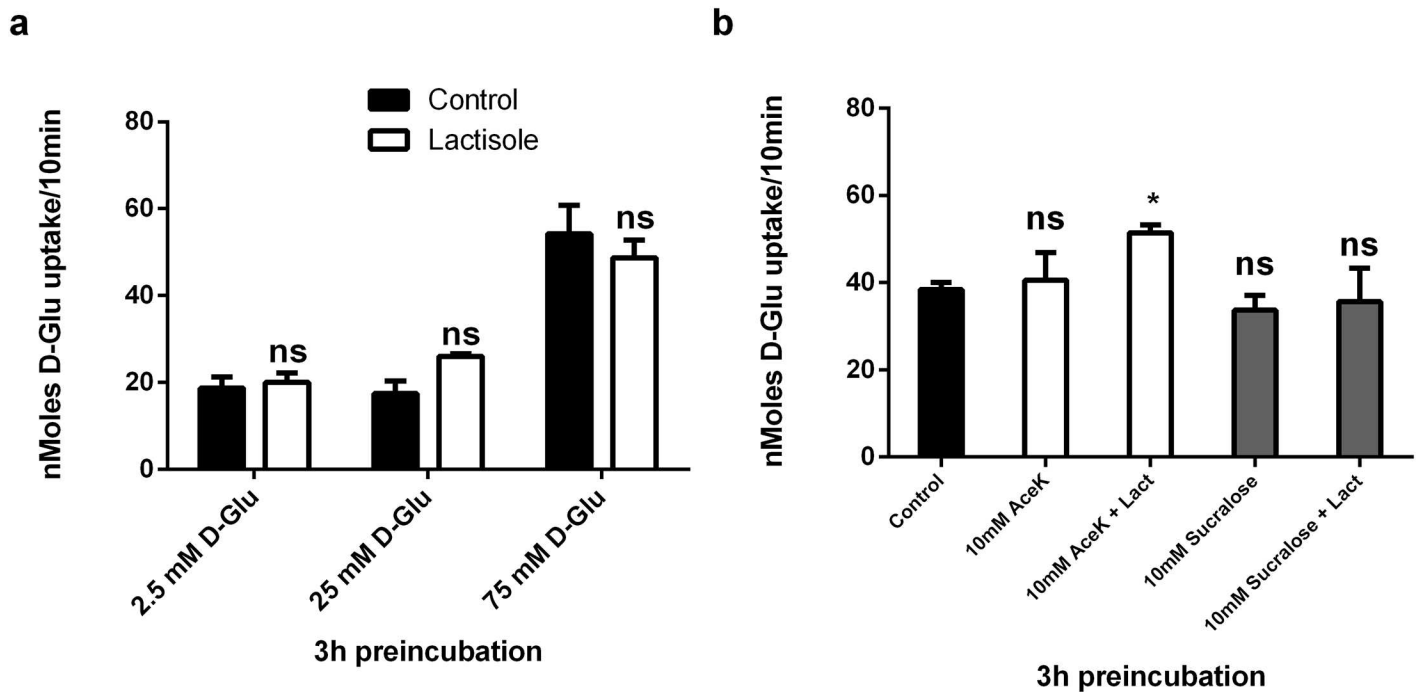 a
nMoles D-Glu uptake/10min
80
60
40
20
0
Control
Lactisole
ns
ns
ns
2.5 mM D-Glu
25 mM D-Glu
75 mM D-Glu
3h preincubation
b
nMoles D-Glu uptake/10min
80
60
40
20
0
ns
*
ns
ns
Control
10mM AceK
10mM AceK + Lact
10mM Sucralose
10mM Sucralose + Lact
3h preincubation